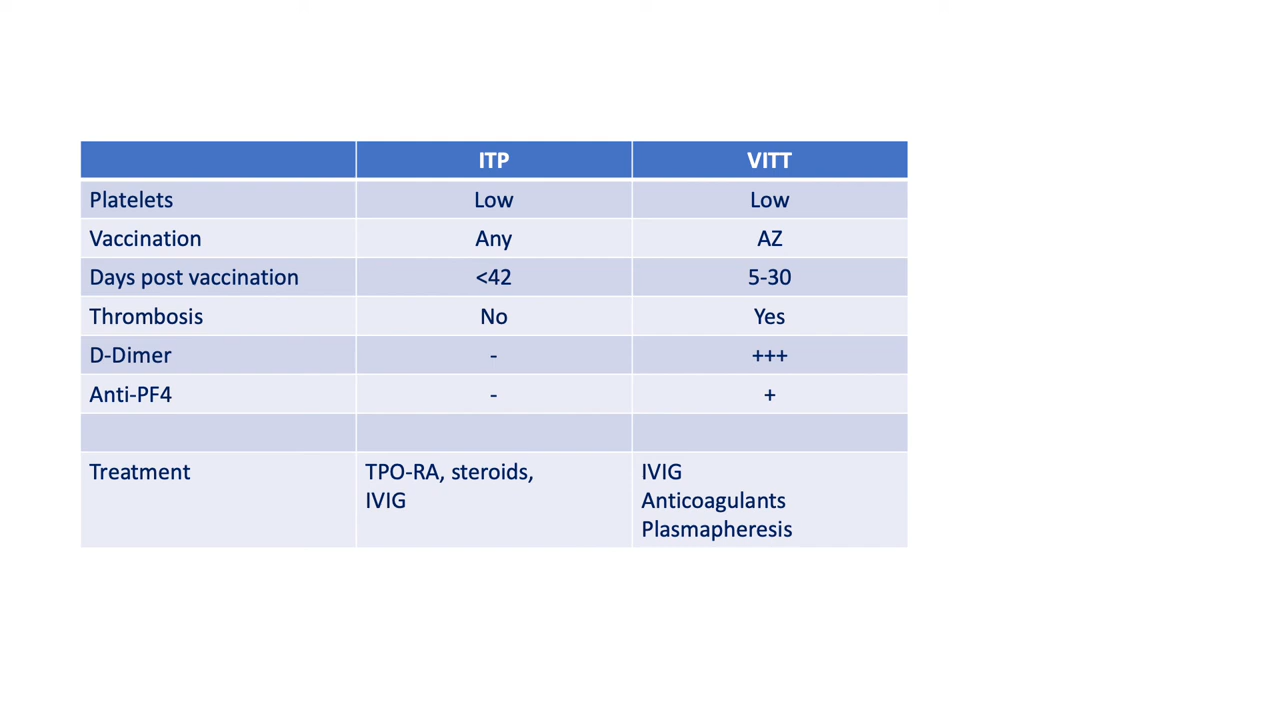 ITP VITT
Platelets Low Low
Vaccination Any AZ
Days post vaccination <42 5-30
Thrombosis No Yes
D-Dimer - +++
Anti-PF4 - +
Treatment TPO-RA, steroids, IVIG
IVIG Anticoagulants
Plasmapheresis